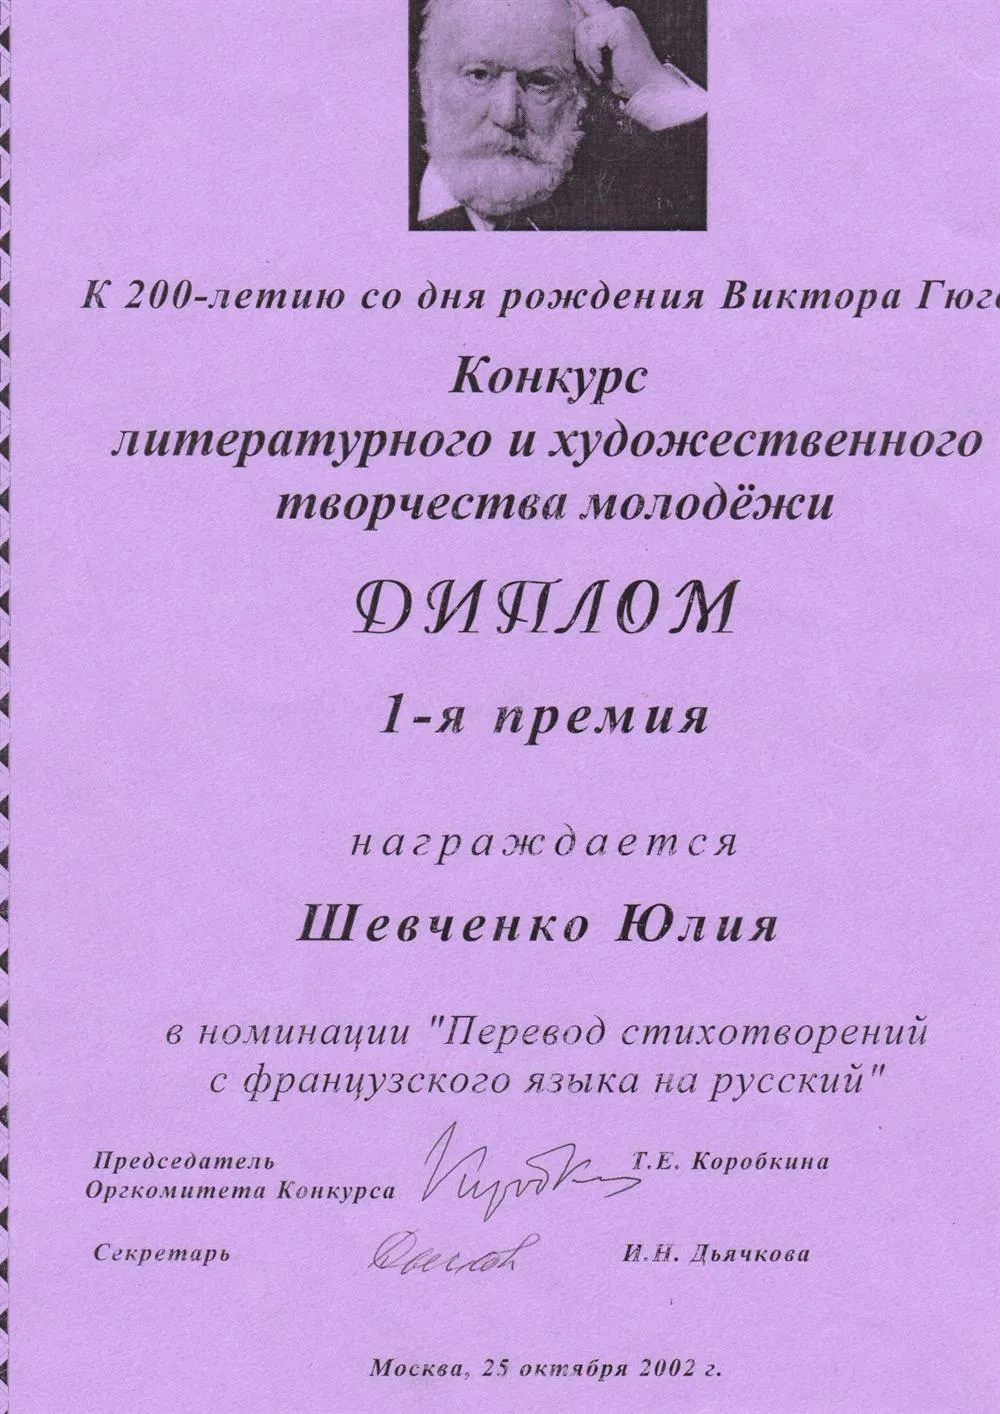 К 200-летию со дня рождения Виктора Гюго
Конкурс
литературного и художественного
творчества молодёжи
ДИПЛОМ
1-я премия
награждается
Шевченко Юлия
в номинации "Перевод стихотворений
с французского языка на русский"
Председатель
Оргкомитета Конкурса
Т.Е. Коробкина
Секретарь
И.Н. Дьячкова
Москва, 25 октября 2002 г.